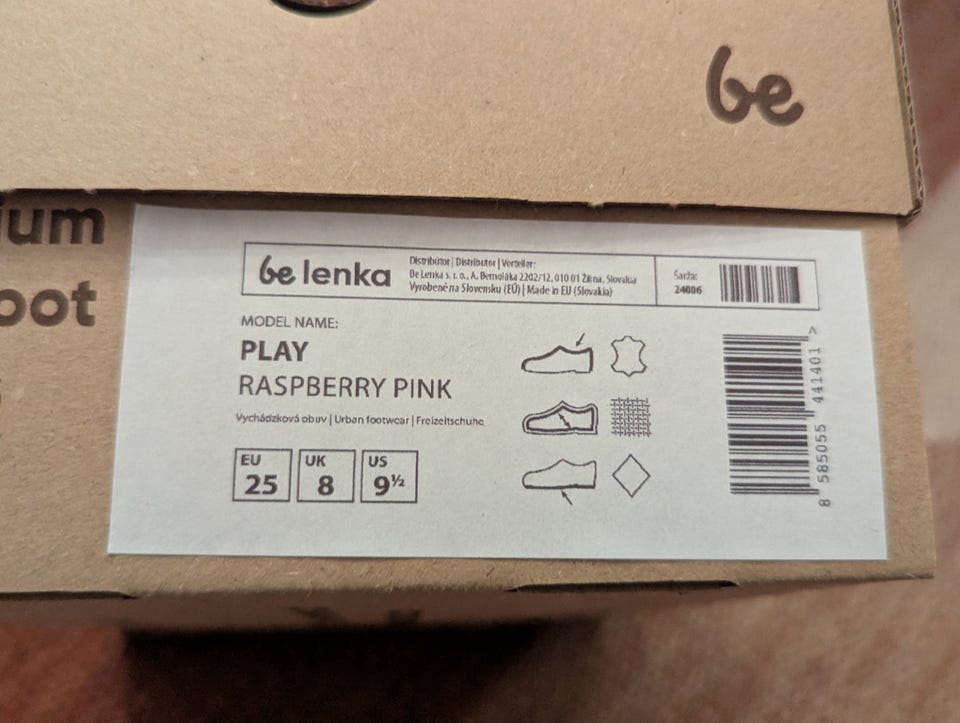 be
ium
oot
be lenka
Distribútor | Distributor | Verteiler:
Be Lenka s. r. o., A. Bernoláka 2202/12, 010 01 Žilina, Slovakia
Vyrobené na Slovensku (EÚ) | Made in EU (Slovakia)
Šarža:
24006
MODEL NAME:
PLAY
RASPBERRY PINK
Vychádzková obuv | Urban footwear | Freizeitschuhe
EU
25
UK
8
US
9½
8 585055 441401 >